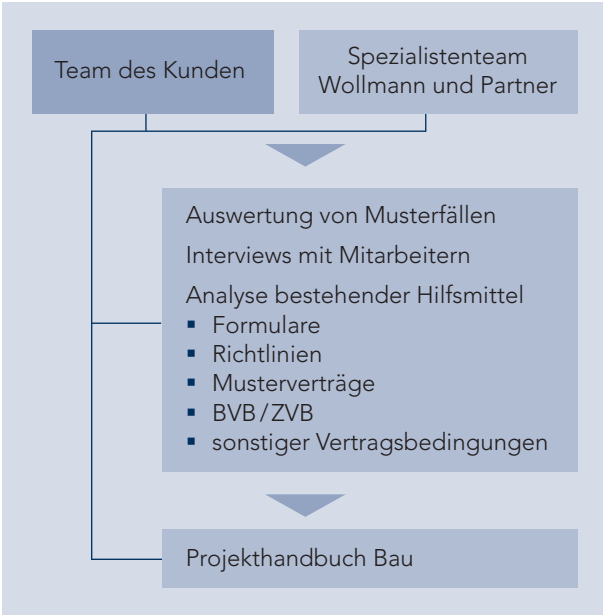 Team des Kunden
Spezialistenteam
Wollmann und Partner
Auswertung von Musterfällen
Interviews mit Mitarbeitern
Analyse bestehender Hilfsmittel
▪ Formulare
▪ Richtlinien
▪ Musterverträge
▪ BVB / ZVB
▪ sonstiger Vertragsbedingungen
Projekthandbuch Bau